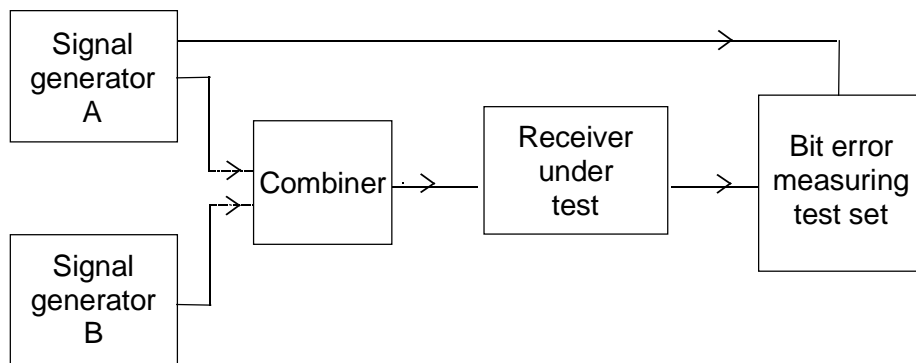 Signal
generator
A
Combiner
Receiver
under
test
Bit error
measuring
test set
Signal
generator
B